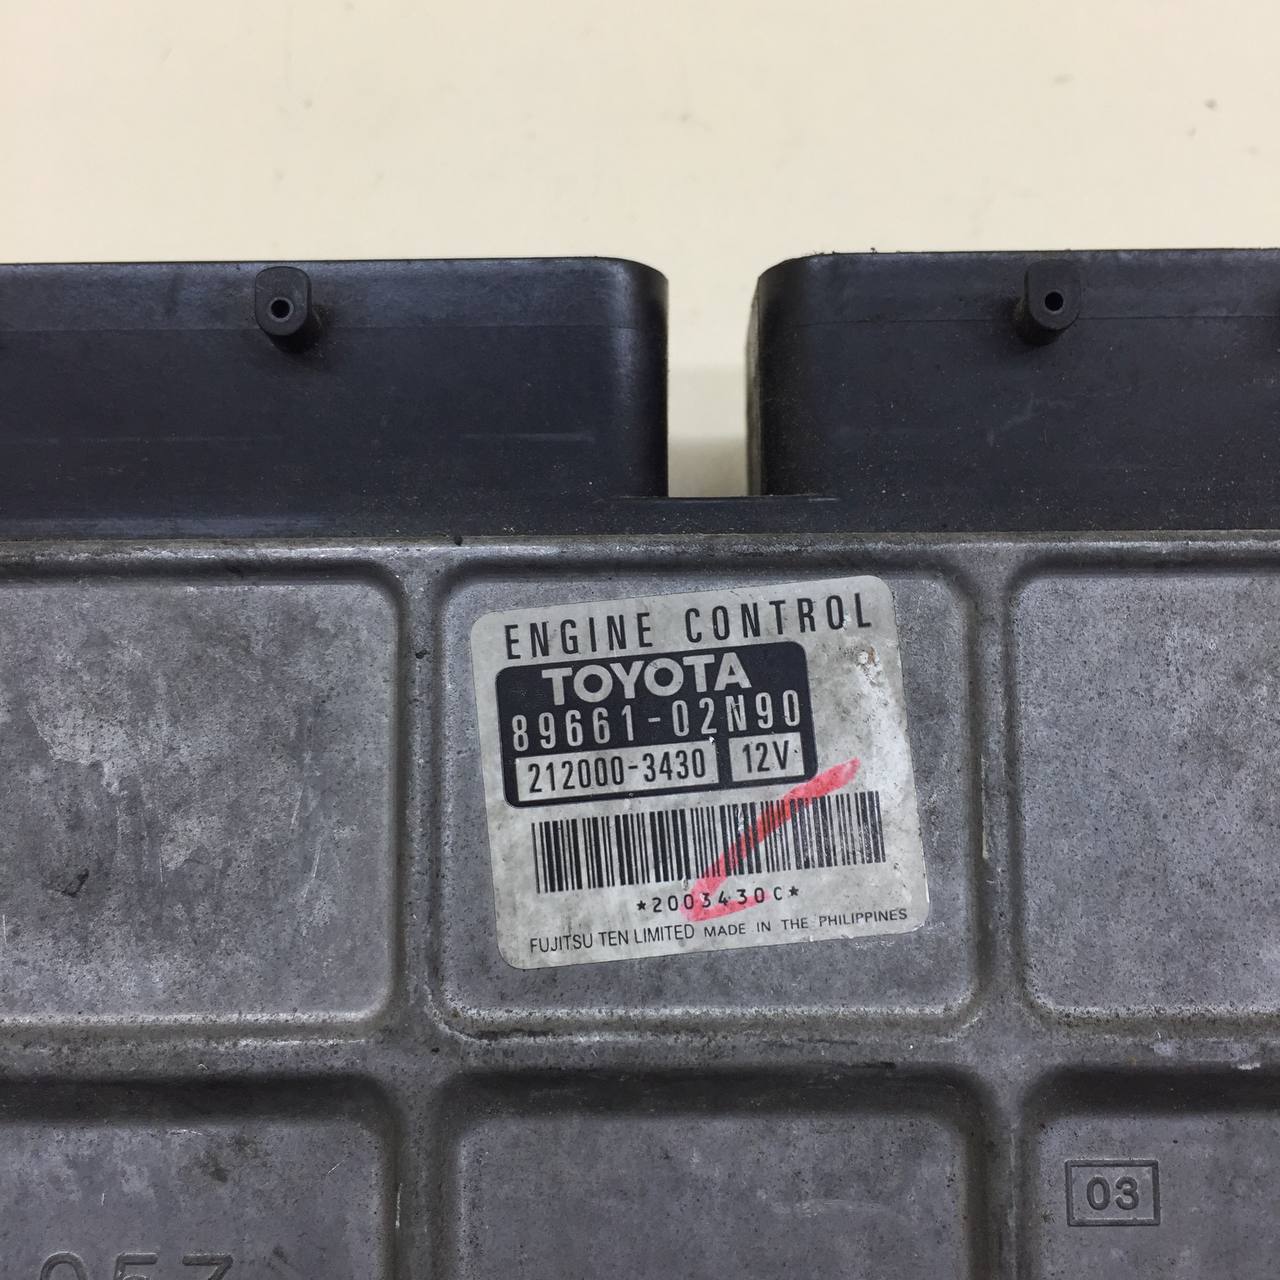 ENGINE CONTROL
TOYOTA
89661-02N90
212000-3430 12V
*2003430C*
FUJITSU TEN LIMITED MADE IN THE PHILIPPINES
03